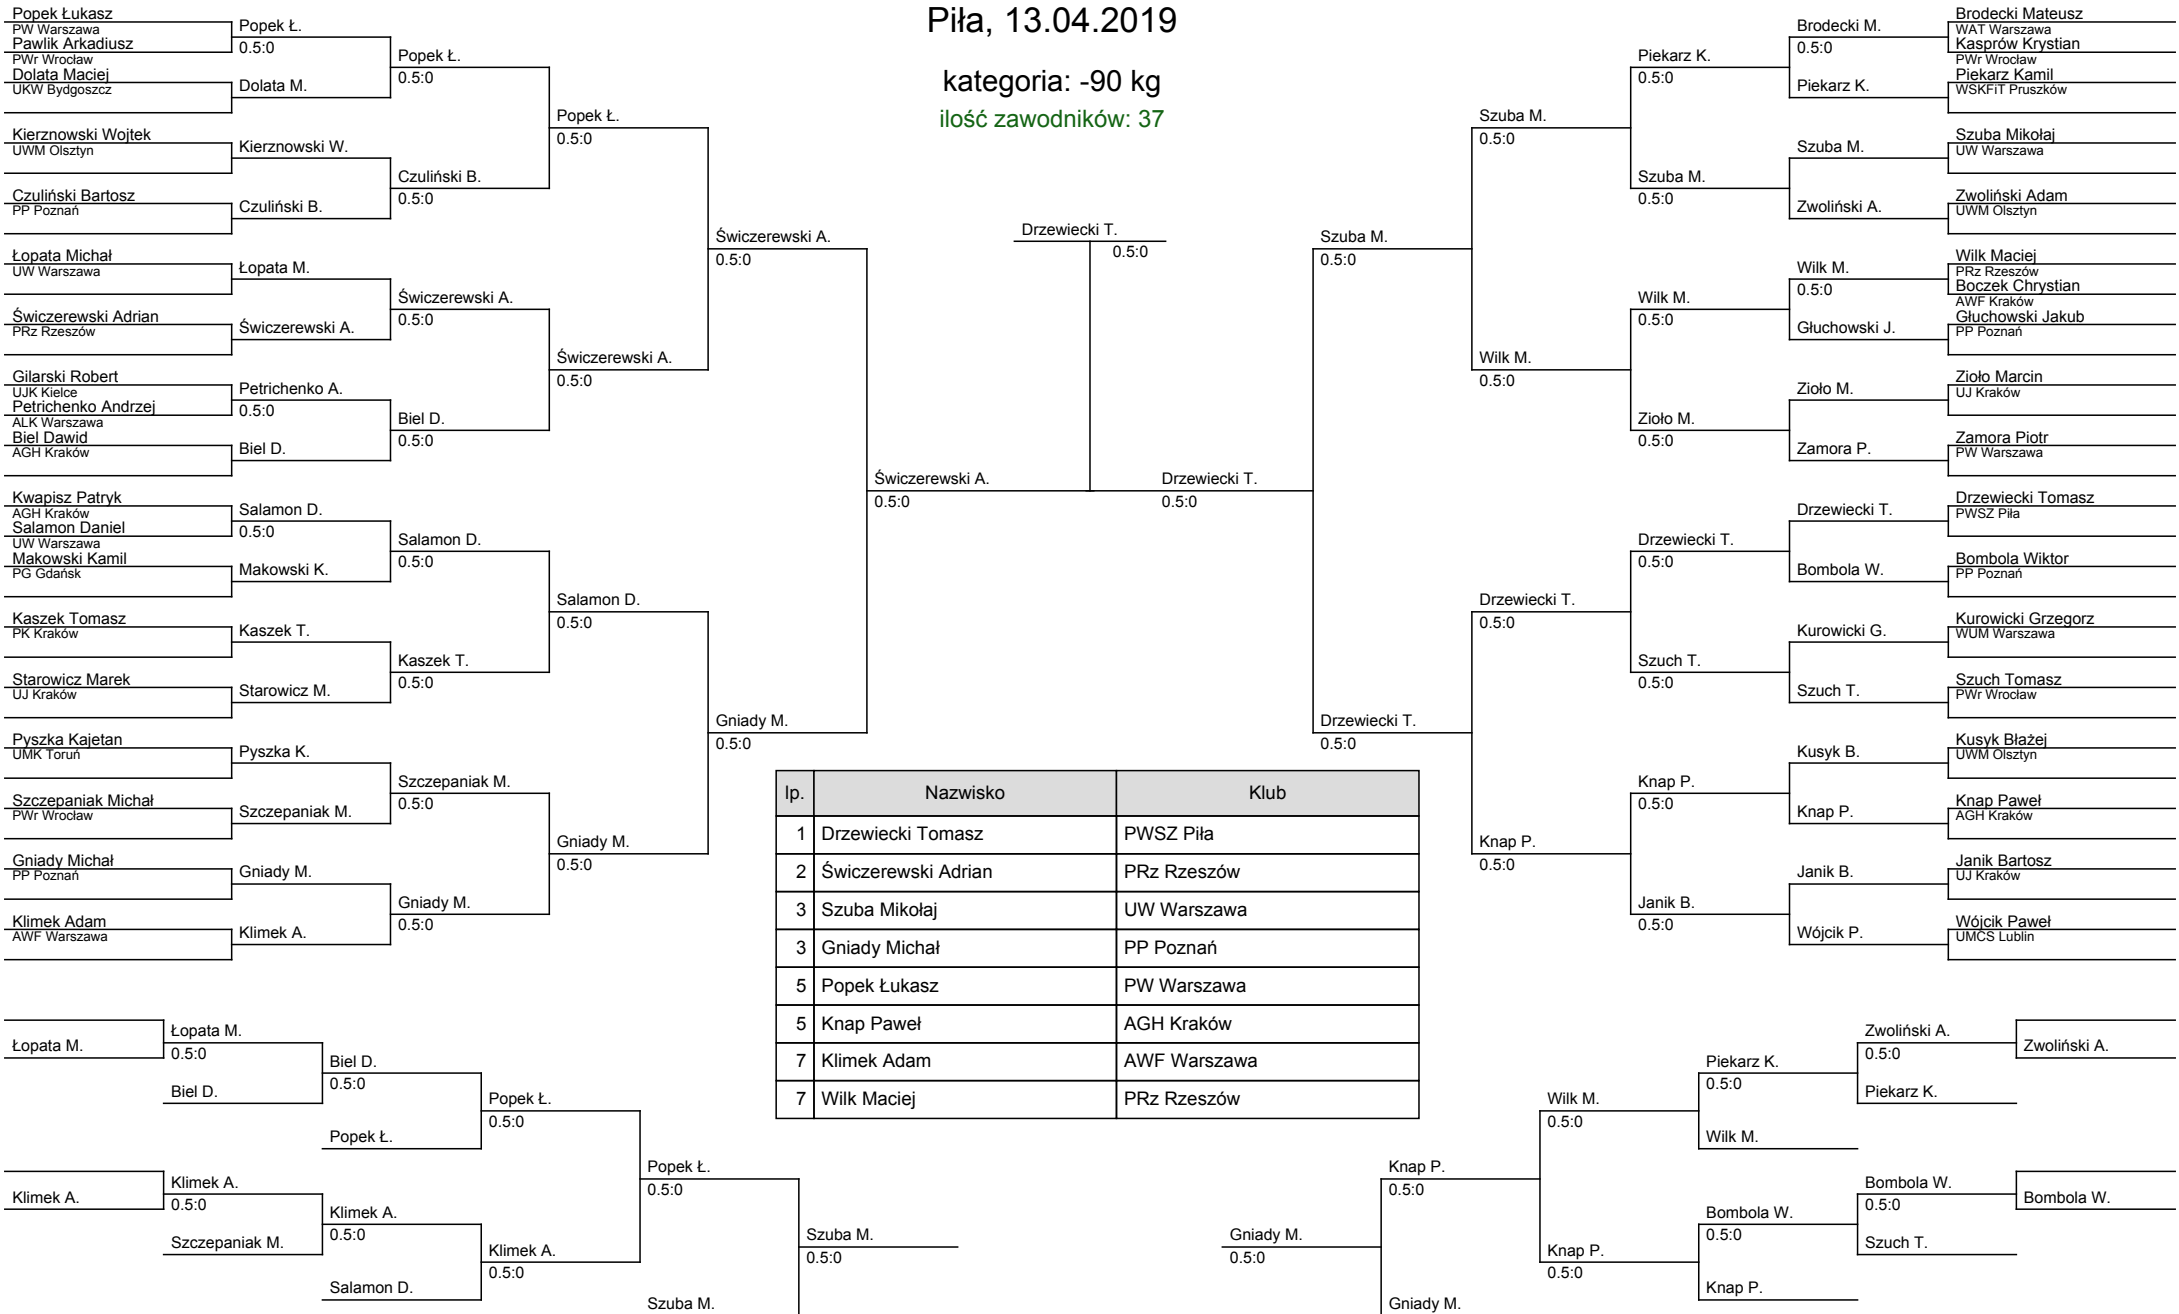 Piła, 13.04.2019
kategoria: -90 kg
ilość zawodników: 37
Popek Łukasz
PW Warszawa
Pawlik Arkadiusz
PWr Wrocław
Dolata Maciej
UKW Bydgoszcz
Kierznowski Wojtek
UWM Olsztyn
Czuliński Bartosz
PP Poznań
Łopata Michał
UW Warszawa
Świczerewski Adrian
PRz Rzeszów
Gilarski Robert
UJK Kielce
Petrichenko Andrzej
ALK Warszawa
Biel Dawid
AGH Kraków
Kwapisz Patryk
AGH Kraków
Salamon Daniel
UW Warszawa
Makowski Kamil
PG Gdańsk
Kaszek Tomasz
PK Kraków
Starowicz Marek
UJ Kraków
Pyszka Kajetan
UMK Toruń
Szczepaniak Michał
PWr Wrocław
Gniady Michał
PP Poznań
Klimek Adam
AWF Warszawa
Popek Ł.
0.5:0
Dolata M.
Kierznowski W.
Czuliński B.
Łopata M.
Świczerewski A.
Petrichenko A.
0.5:0
Biel D.
Salamon D.
0.5:0
Makowski K.
Kaszek T.
Starowicz M.
Pyszka K.
Szczepaniak M.
Gniady M.
Klimek A.
Popek Ł.
0.5:0
Czuliński B.
0.5:0
Świczerewski A.
0.5:0
Biel D.
0.5:0
Salamon D.
0.5:0
Kaszek T.
0.5:0
Szczepaniak M.
0.5:0
Gniady M.
0.5:0
Popek Ł.
0.5:0
Świczerewski A.
0.5:0
Salamon D.
0.5:0
Gniady M.
0.5:0
Świczerewski A.
0.5:0
Gniady M.
0.5:0
Świczerewski A.
0.5:0
Drzewiecki T.
0.5:0
Drzewiecki T.
0.5:0
Szuba M.
0.5:0
Drzewiecki T.
0.5:0
Szuba M.
0.5:0
Wilk M.
0.5:0
Drzewiecki T.
0.5:0
Knap P.
0.5:0
Piekarz K.
0.5:0
Szuba M.
0.5:0
Wilk M.
0.5:0
Zioło M.
0.5:0
Drzewiecki T.
0.5:0
Szuch T.
0.5:0
Knap P.
0.5:0
Janik B.
0.5:0
Brodecki M.
0.5:0
Piekarz K.
Szuba M.
Zwoliński A.
Wilk M.
0.5:0
Głuchowski J.
Zioło M.
Zamora P.
Drzewiecki T.
Bombola W.
Kurowicki G.
Szuch T.
Kusyk B.
Knap P.
Janik B.
Wójcik P.
Brodecki Mateusz
WAT Warszawa
Kasprów Krystian
PWr Wrocław
Piekarz Kamil
WSKFiT Pruszków
Szuba Mikołaj
UW Warszawa
Zwoliński Adam
UWM Olsztyn
Wilk Maciej
PRz Rzeszów
Boczek Chrystian
AWF Kraków
Głuchowski Jakub
PP Poznań
Zioło Marcin
UJ Kraków
Zamora Piotr
PW Warszawa
Drzewiecki Tomasz
PWSZ Piła
Bombola Wiktor
PP Poznań
Kurowicki Grzegorz
WUM Warszawa
Szuch Tomasz
PWr Wrocław
Kusyk Błażej
UWM Olsztyn
Knap Paweł
AGH Kraków
Janik Bartosz
UJ Kraków
Wójcik Paweł
UMCS Lublin
lp. Nazwisko Klub
1 Drzewiecki Tomasz PWSZ Piła
2 Świczerewski Adrian PRz Rzeszów
3 Szuba Mikołaj UW Warszawa
3 Gniady Michał PP Poznań
5 Popek Łukasz PW Warszawa
5 Knap Paweł AGH Kraków
7 Klimek Adam AWF Warszawa
7 Wilk Maciej PRz Rzeszów
Łopata M.
Klimek A.
Łopata M.
0.5:0
Biel D.
Klimek A.
0.5:0
Szczepaniak M.
Biel D.
0.5:0
Popek Ł.
Klimek A.
0.5:0
Salamon D.
Popek Ł.
0.5:0
Klimek A.
0.5:0
Popek Ł.
0.5:0
Szuba M.
Szuba M.
0.5:0
Gniady M.
0.5:0
Knap P.
0.5:0
Gniady M.
Wilk M.
0.5:0
Knap P.
0.5:0
Piekarz K.
0.5:0
Wilk M.
Bombola W.
0.5:0
Knap P.
Zwoliński A.
0.5:0
Piekarz K.
Bombola W.
0.5:0
Szuch T.
Zwoliński A.
Bombola W.